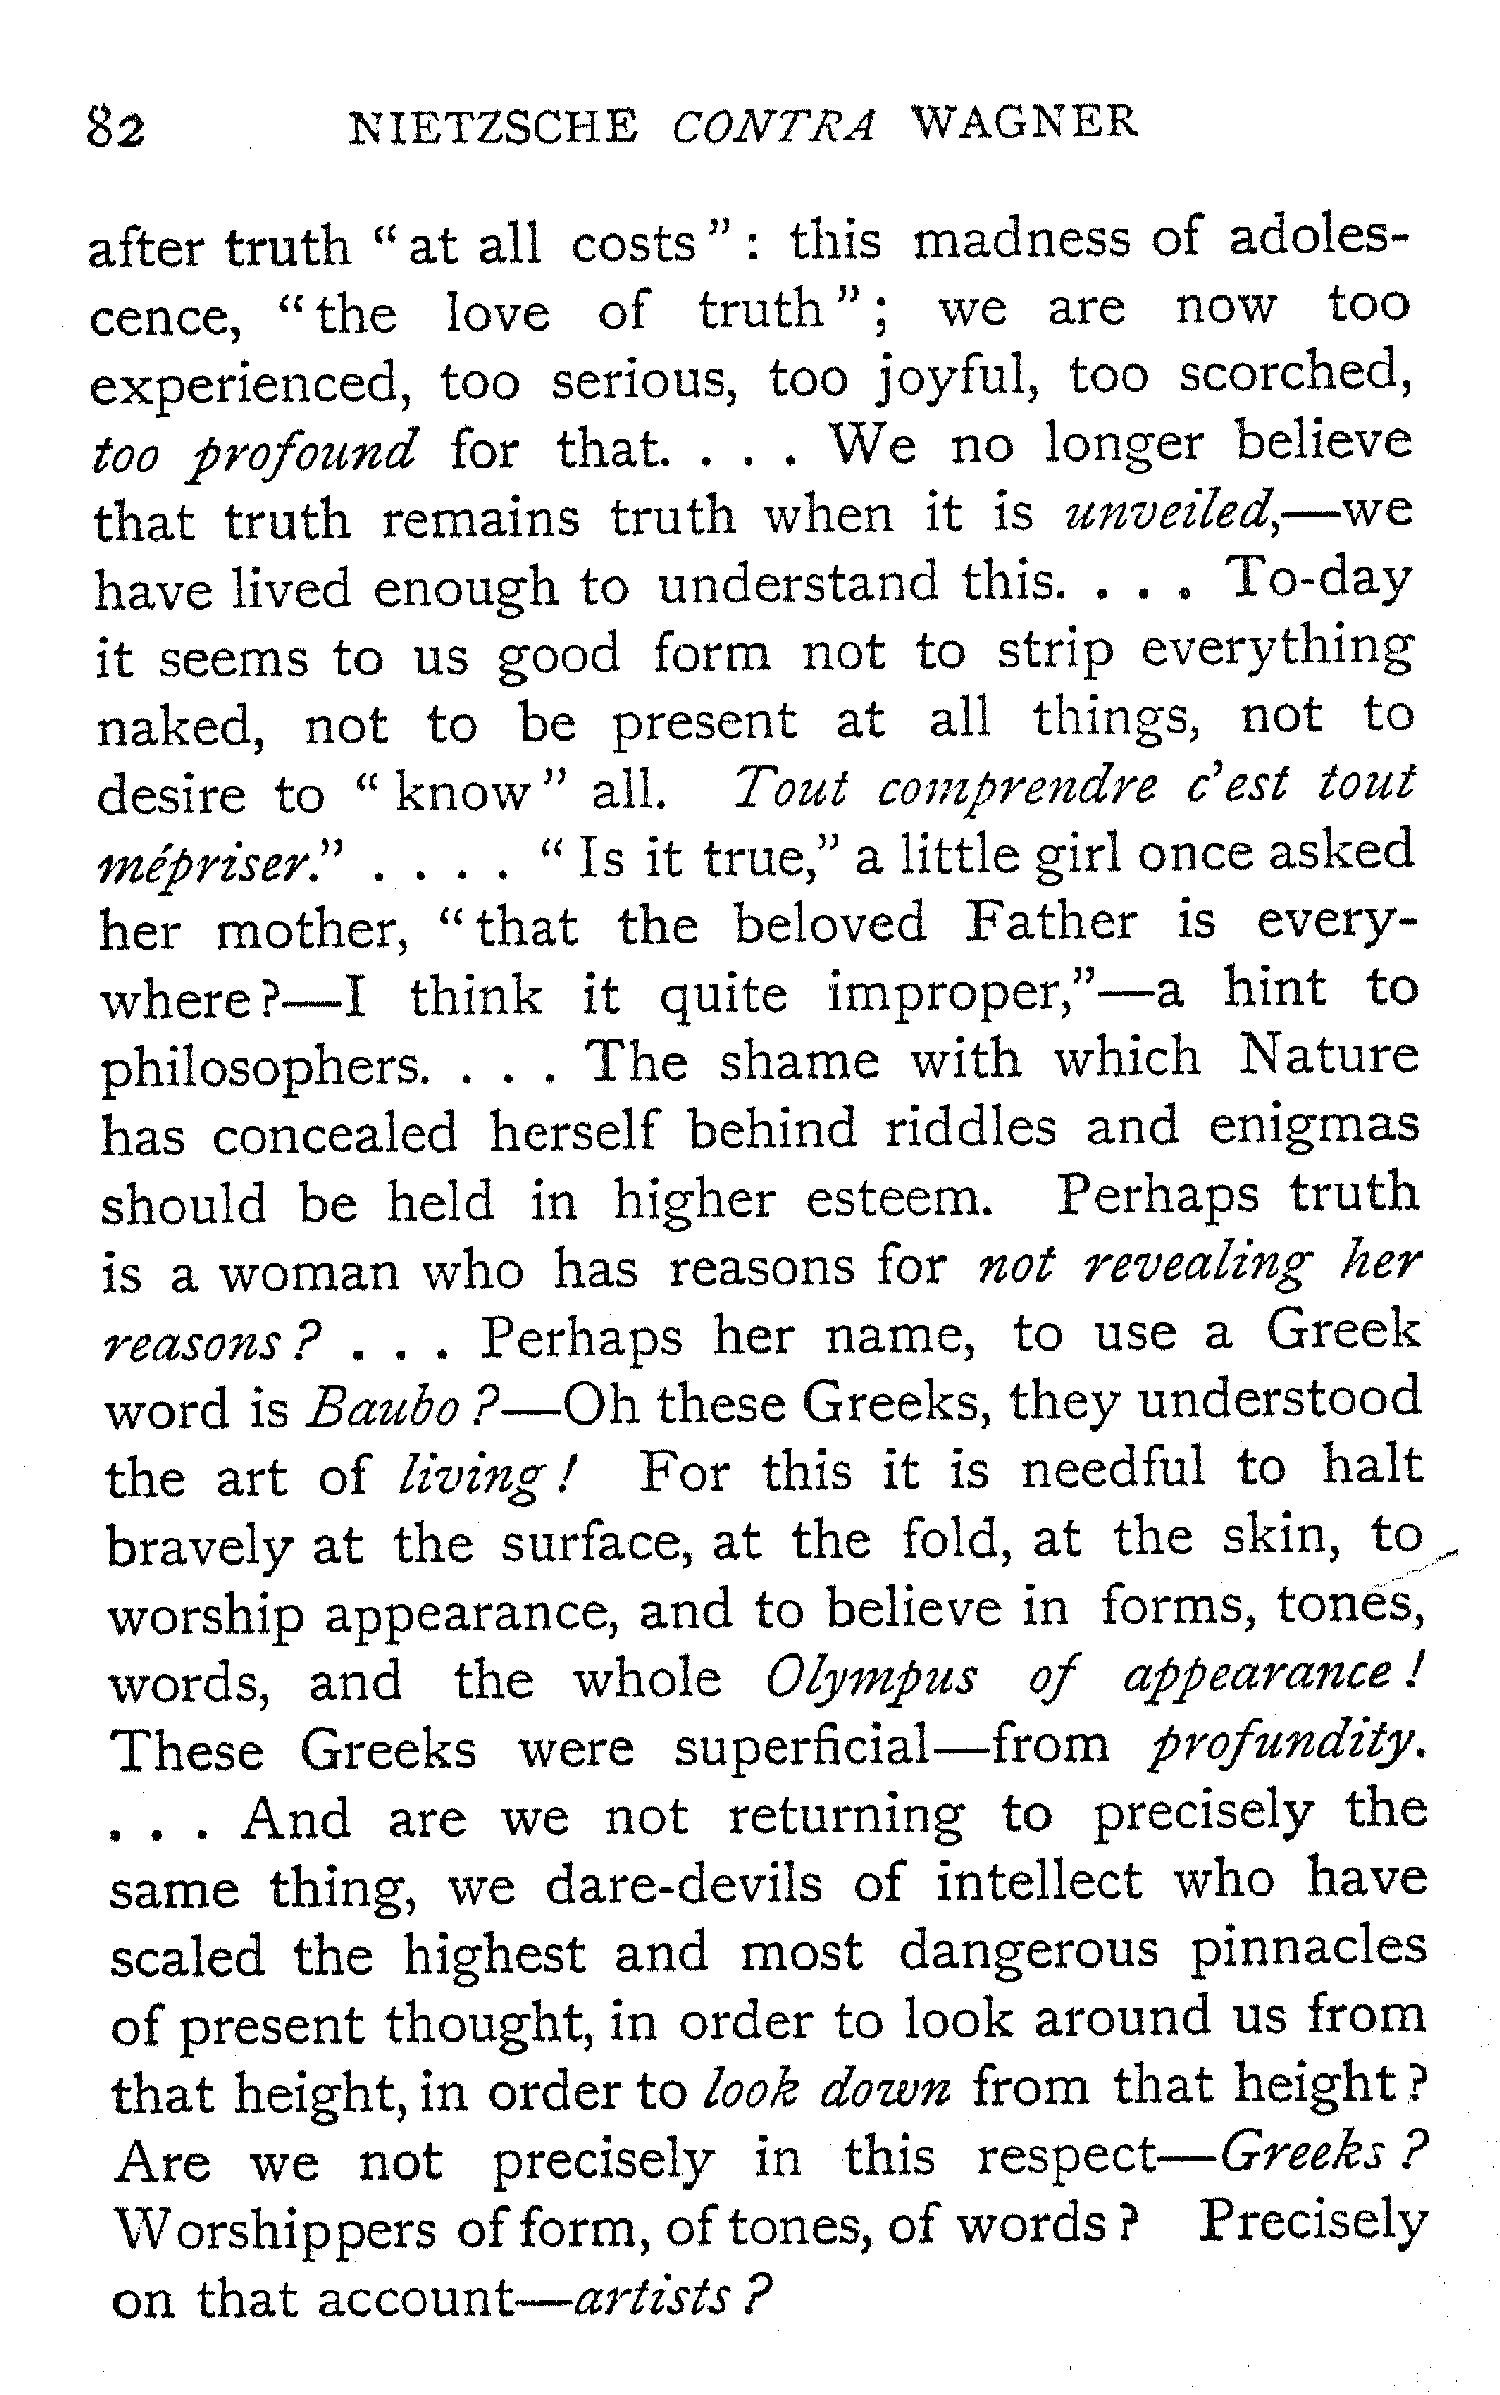 82 NIETZSCHE CONTRA WAGNER
after truth “at all costs”: this madness of adoles-
cence, “the love of truth”; we are now too
experienced, too serious, too joyful, too scorched,
too profound for that. . . . We no longer believe
that truth remains truth when it is unveiled,—we
have lived enough to understand this. . . . To-day
it seems to us good form not to strip everything
naked, not to be present at all things, not to
desire to “know” all. Tout comprendre c’est tout
mépriser.” . . . . “Is it true,” a little girl once asked
her mother, “that the beloved Father is every-
where?—I think it quite improper,”—a hint to
philosophers. . . . The shame with which Nature
has concealed herself behind riddles and enigmas
should be held in higher esteem. Perhaps truth
is a woman who has reasons for not revealing her
reasons? . . . Perhaps her name, to use a Greek
word is Baubo?—Oh these Greeks, they understood
the art of living! For this it is needful to halt
bravely at the surface, at the fold, at the skin, to
worship appearance, and to believe in forms, tones,
words, and the whole Olympus of appearance!
These Greeks were superficial—from profundity.
. . . And are we not returning to precisely the
same thing, we dare-devils of intellect who have
scaled the highest and most dangerous pinnacles
of present thought, in order to look around us from
that height, in order to look down from that height?
Are we not precisely in this respect—Greeks?
Worshippers of form, of tones, of words? Precisely
on that account—artists?